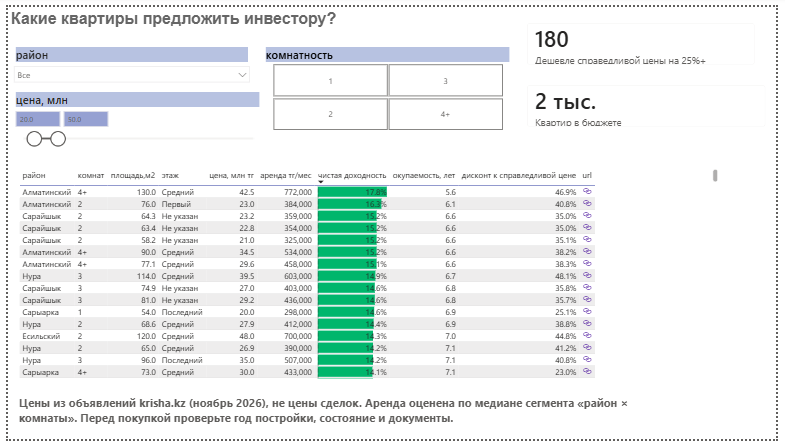 Какие квартиры предложить инвестору?
район
Все
цена, млн
20.0 50.0
комнатность
1 3
2 4+
180
Дешевле справедливой цены на 25%+
2 тыс.
Квартир в бюджете
район комнат площадь,м2 этаж цена, млн тг аренда тг/мес чистая доходность окупаемость, лет дисконт к справледливой цене url
Алматинский 4+ 130.0 Средний 42.5 772,000 17.8% 5.6 46.9%
Алматинский 2 76.0 Первый 23.0 384,000 16.3% 6.1 40.8%
Сарайшык 2 64.3 Не указан 23.2 359,000 15.2% 6.6 35.0%
Сарайшык 2 63.4 Не указан 22.8 354,000 15.2% 6.6 35.0%
Сарайшык 2 58.2 Не указан 21.0 325,000 15.2% 6.6 35.1%
Алматинский 4+ 90.0 Средний 34.5 534,000 15.2% 6.6 38.2%
Алматинский 4+ 77.1 Средний 29.6 458,000 15.1% 6.6 38.3%
Нура 3 114.0 Средний 39.5 603,000 14.9% 6.7 48.1%
Сарайшык 3 74.9 Не указан 27.0 403,000 14.6% 6.8 35.8%
Сарайшык 3 81.0 Не указан 29.2 436,000 14.6% 6.8 35.7%
Сарыарка 1 54.0 Последний 20.0 298,000 14.6% 6.9 25.1%
Нура 2 68.6 Средний 27.9 412,000 14.4% 6.9 38.8%
Есильский 2 120.0 Средний 48.0 700,000 14.3% 7.0 44.8%
Нура 2 65.0 Средний 26.9 390,000 14.2% 7.1 41.2%
Нура 3 96.0 Последний 35.0 507,000 14.2% 7.1 40.8%
Сарыарка 4+ 73.0 Средний 30.0 433,000 14.1% 7.1 23.0%
Цены из объявлений krisha.kz (ноябрь 2026), не цены сделок. Аренда оценена по медиане сегмента «район ×
комнаты». Перед покупкой проверьте год постройки, состояние и документы.